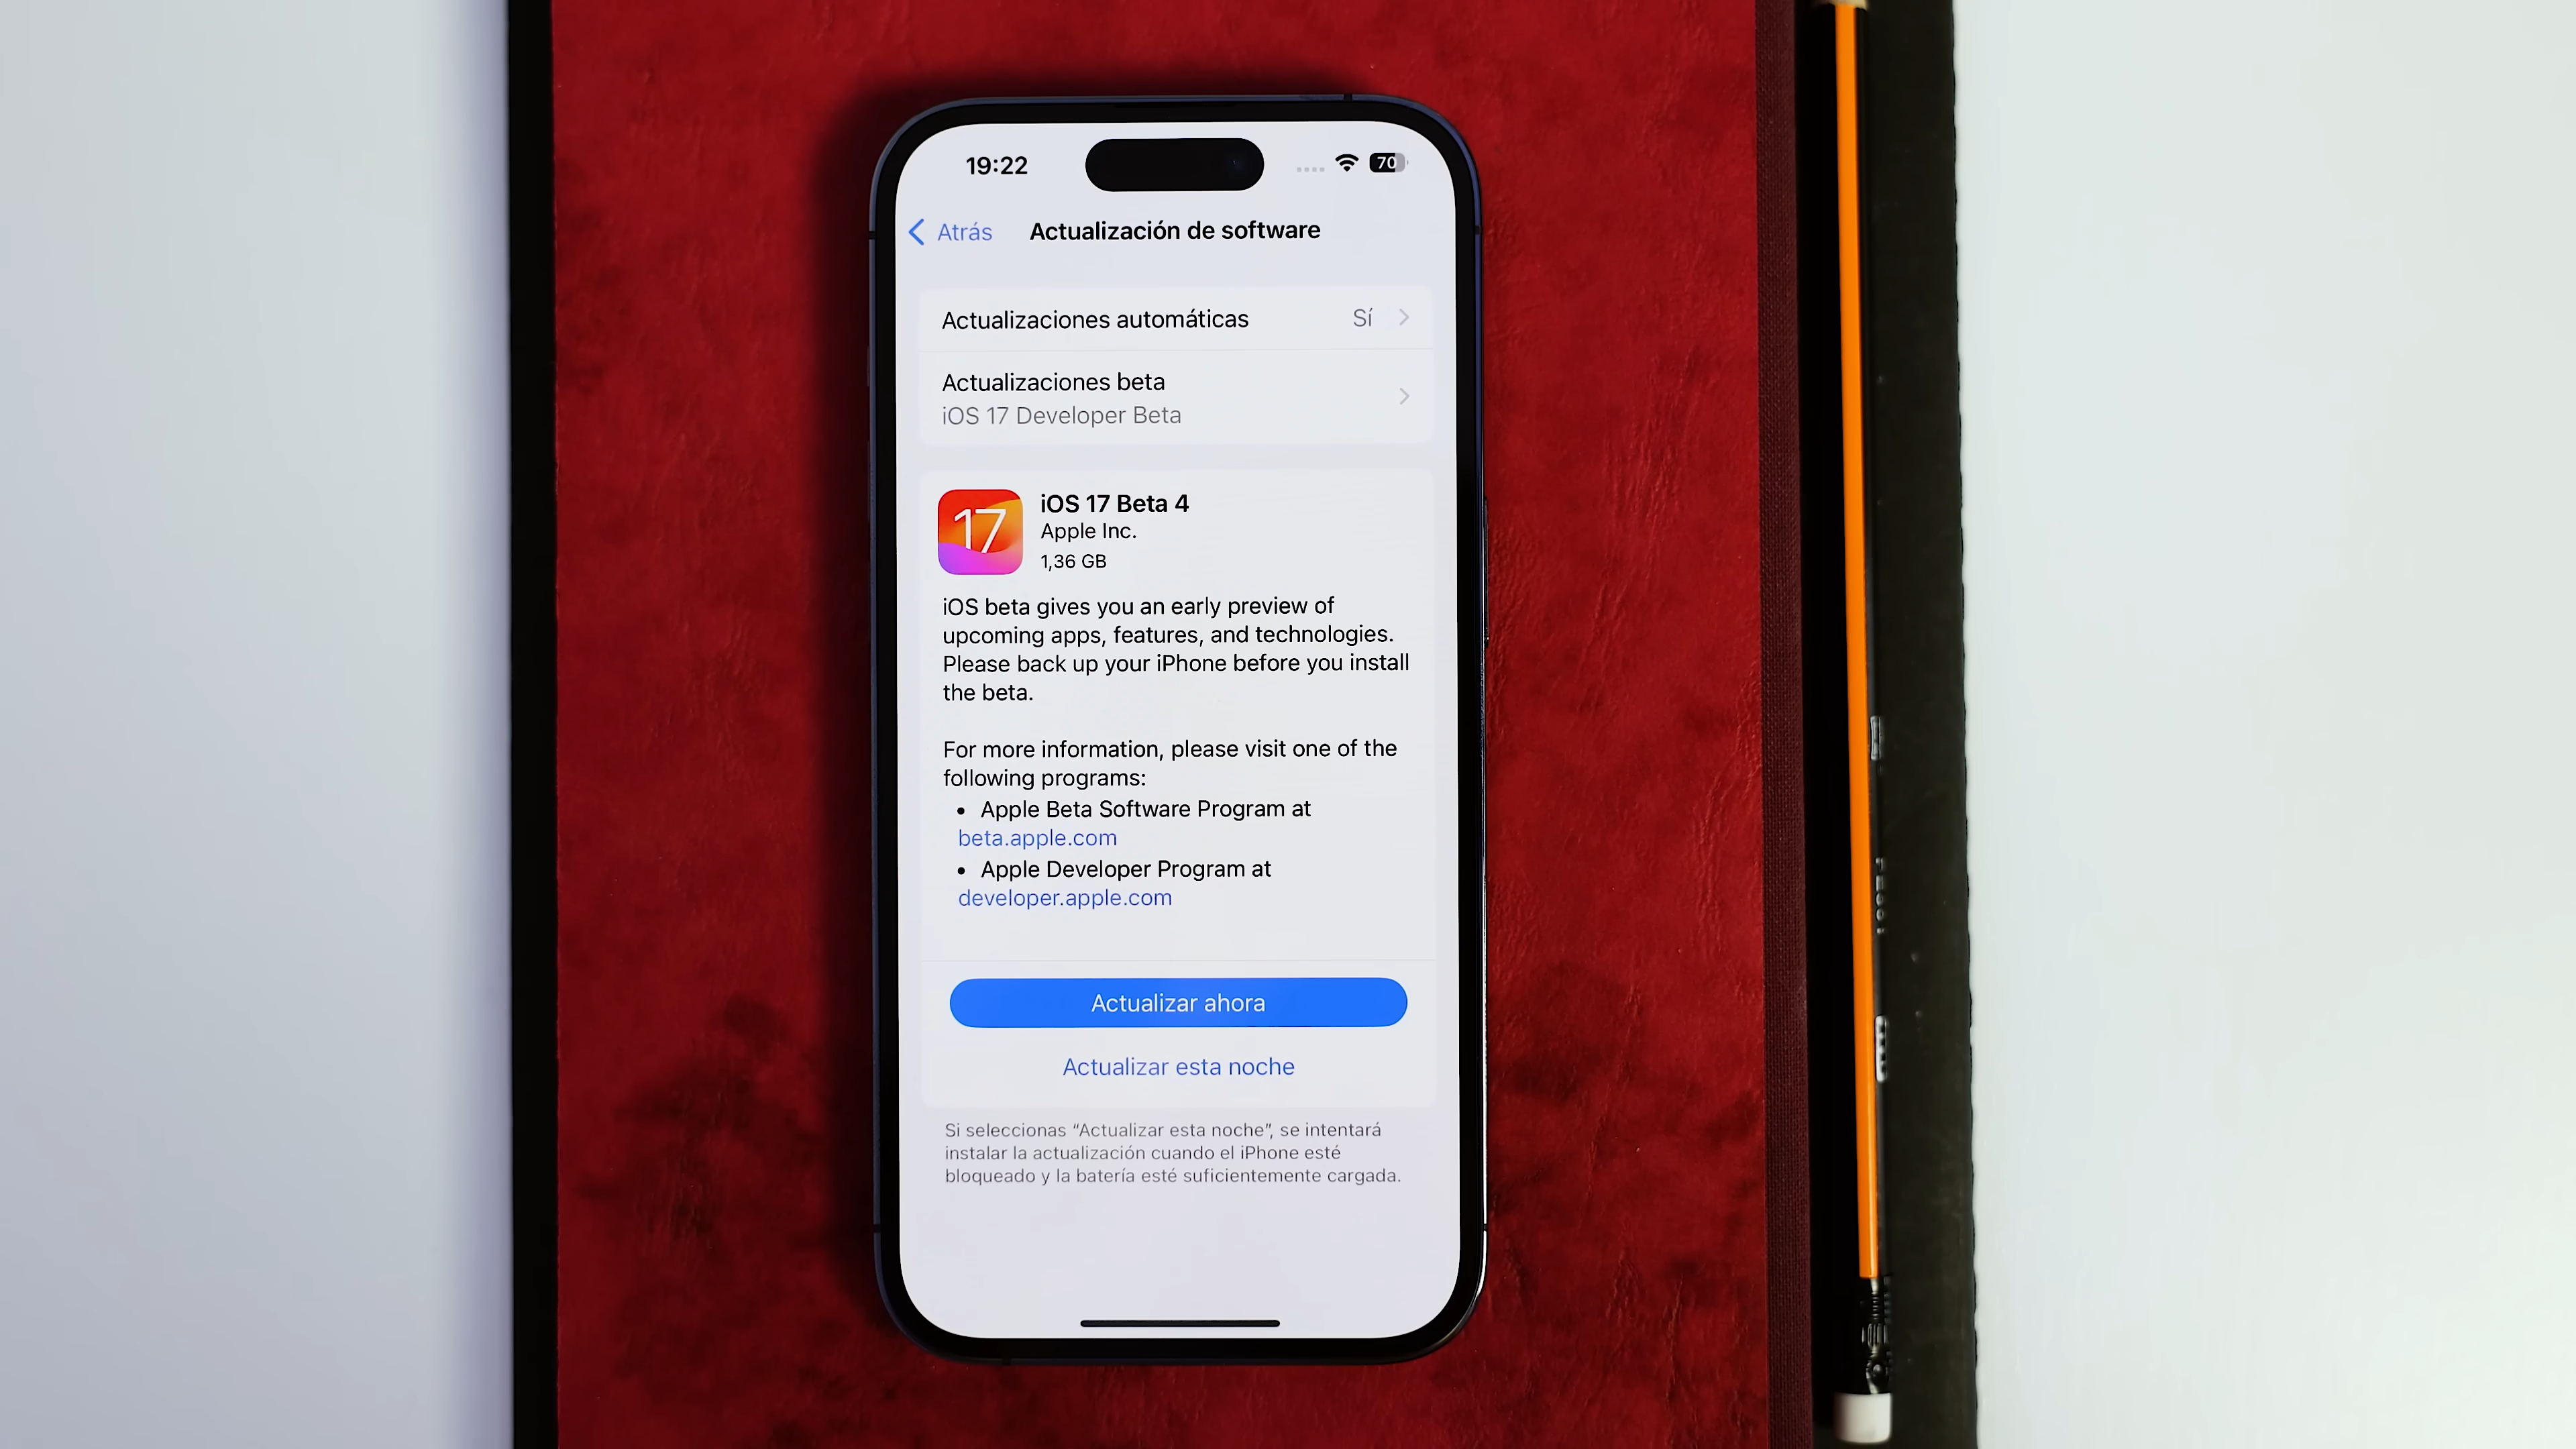 19:22
70
Atrás
Actualización de software
Actualizaciones automáticas Sí
Actualizaciones beta
iOS 17 Developer Beta
17
iOS 17 Beta 4
Apple Inc.
1,36 GB
iOS beta gives you an early preview of
upcoming apps, features, and technologies.
Please back up your iPhone before you install
the beta.
For more information, please visit one of the
following programs:
• Apple Beta Software Program at
beta.apple.com
• Apple Developer Program at
developer.apple.com
Actualizar ahora
Actualizar esta noche
Si seleccionas “Actualizar esta noche”, se intentará
instalar la actualización cuando el iPhone esté
bloqueado y la batería esté suficientemente cargada.